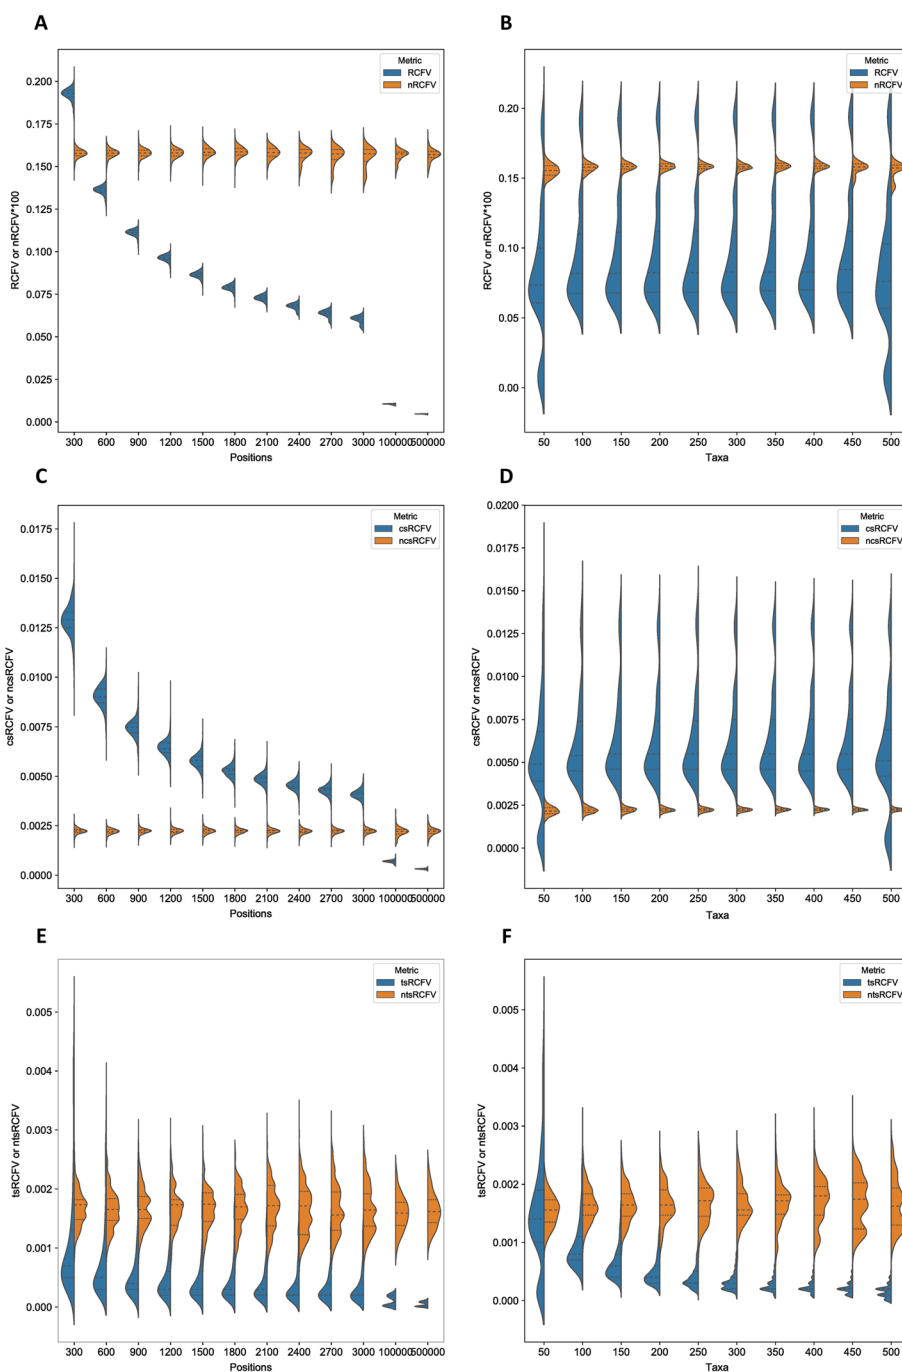 A
Metric
RCFV
nRCFV
0.200
0.175
0.150
0.125
0.100
0.075
0.050
0.025
0.000
RCFV or nRCFV*100
300 600 900 1200 1500 1800 2100 2400 2700 3000 100000 500000
Positions
B
Metric
RCFV
nRCFV
0.20
0.15
0.10
0.05
0.00
RCFV or nRCFV*100
50 100 150 200 250 300 350 400 450 500
Taxa
C
Metric
csRCFV
ncsRCFV
0.0175
0.0150
0.0125
0.0100
0.0075
0.0050
0.0025
0.0000
csRCFV or ncsRCFV
300 600 900 1200 1500 1800 2100 2400 2700 3000 100000 500000
Positions
D
Metric
csRCFV
ncsRCFV
0.0200
0.0175
0.0150
0.0125
0.0100
0.0075
0.0050
0.0025
0.0000
csRCFV or ncsRCFV
50 100 150 200 250 300 350 400 450 500
Taxa
E
Metric
tsRCFV
ntsRCFV
0.005
0.004
0.003
0.002
0.001
0.000
tsRCFV or ntsRCFV
300 600 900 1200 1500 1800 2100 2400 2700 3000 100000 500000
Positions
F
Metric
tsRCFV
ntsRCFV
0.005
0.004
0.003
0.002
0.001
0.000
tsRCFV or ntsRCFV
50 100 150 200 250 300 350 400 450 500
Taxa